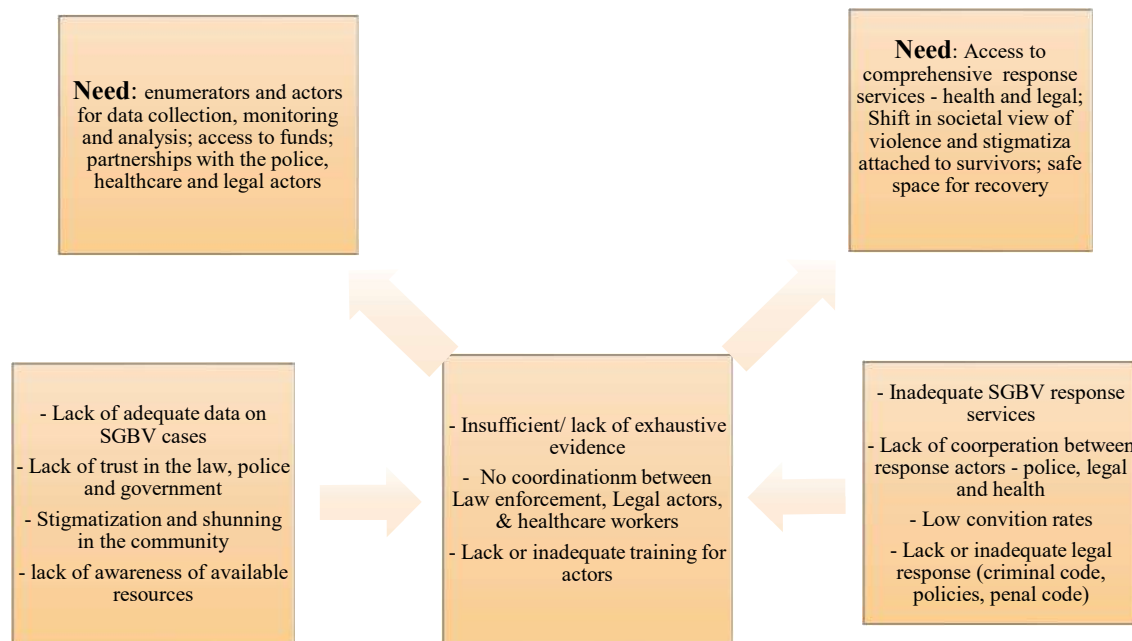 Need: enumerators and actors
for data collection, monitoring
and analysis; access to funds;
partnerships with the police,
healthcare and legal actors
Need: Access to
comprehensive response
services - health and legal;
Shift in societal view of
violence and stigmatiza
attached to survivors; safe
space for recovery
- Lack of adequate data on
SGBV cases
- Lack of trust in the law, police
and government
- Stigmatization and shunning
in the community
- lack of awareness of available
resources
- Insufficient/ lack of exhaustive
evidence
- No coordinationm between
Law enforcement, Legal actors,
& healthcare workers
- Lack or inadequate training for
actors
- Inadequate SGBV response
services
- Lack of coorperation between
response actors - police, legal
and health
- Low convition rates
- Lack or inadequate legal
response (criminal code,
policies, penal code)